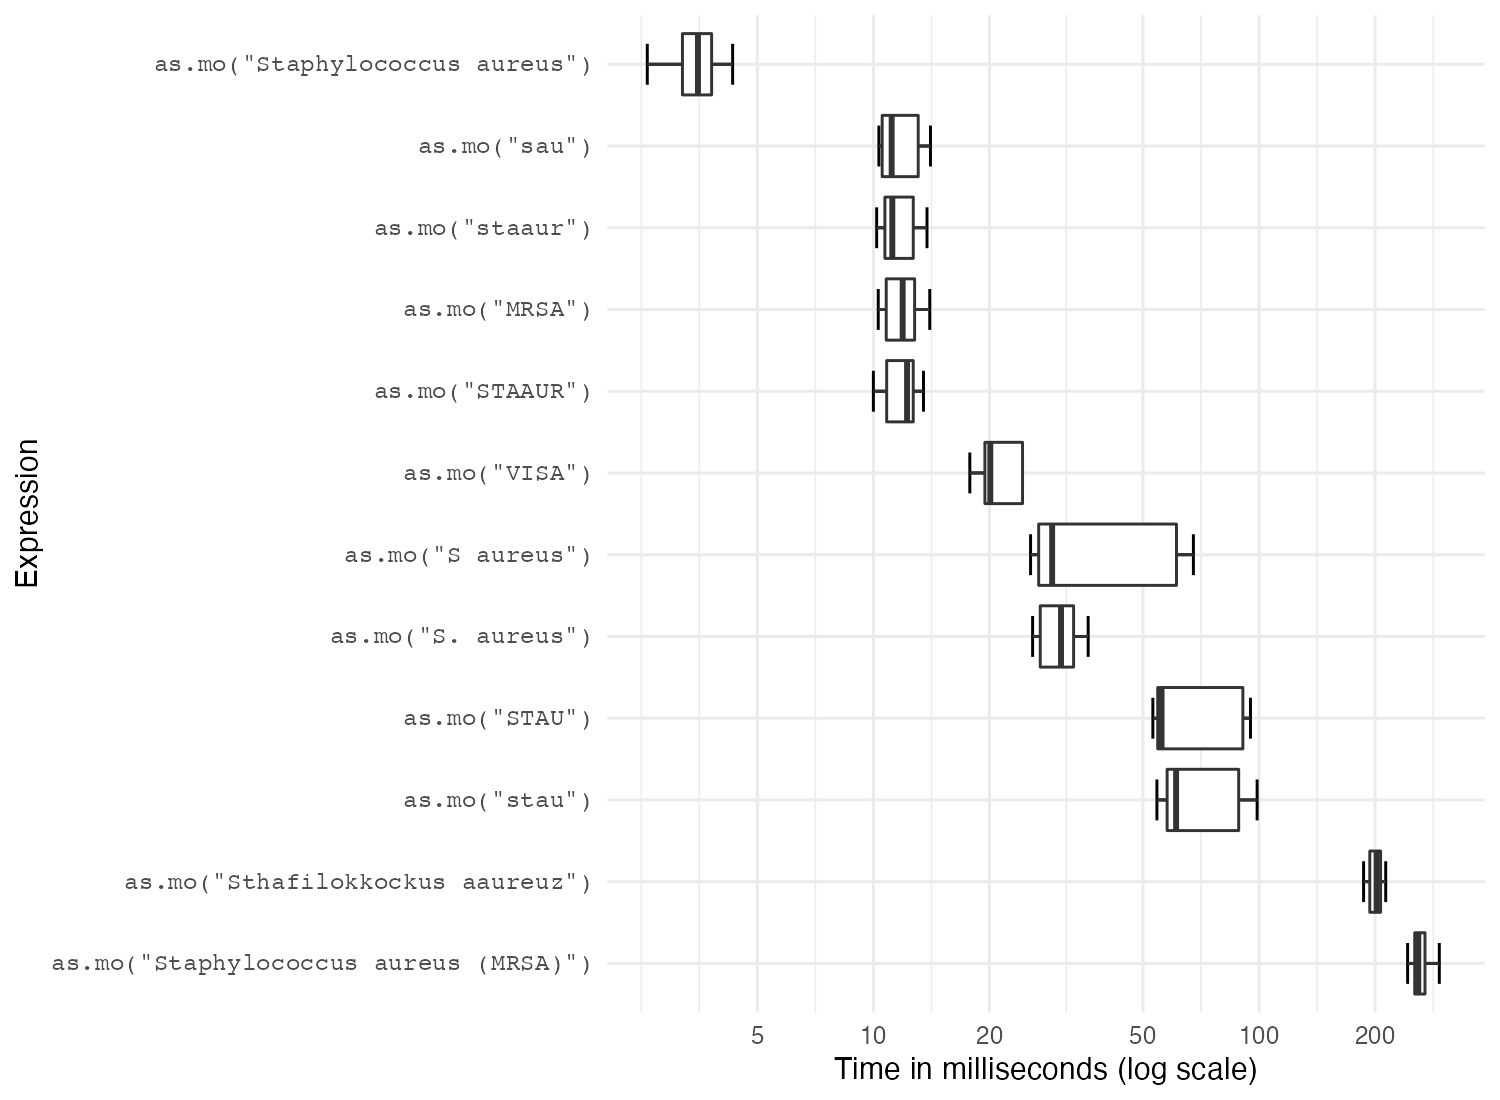 as.mo("Staphylococcus aureus")
as.mo("sau")
as.mo("staaur")
as.mo("MRSA")
as.mo("STAAUR")
as.mo("VISA")
as.mo("S aureus")
as.mo("S. aureus")
as.mo("STAU")
as.mo("stau")
as.mo("Sthafilokkockus aaureuz")
as.mo("Staphylococcus aureus (MRSA)")
Expression
5 10 20 50 100 200
Time in milliseconds (log scale)